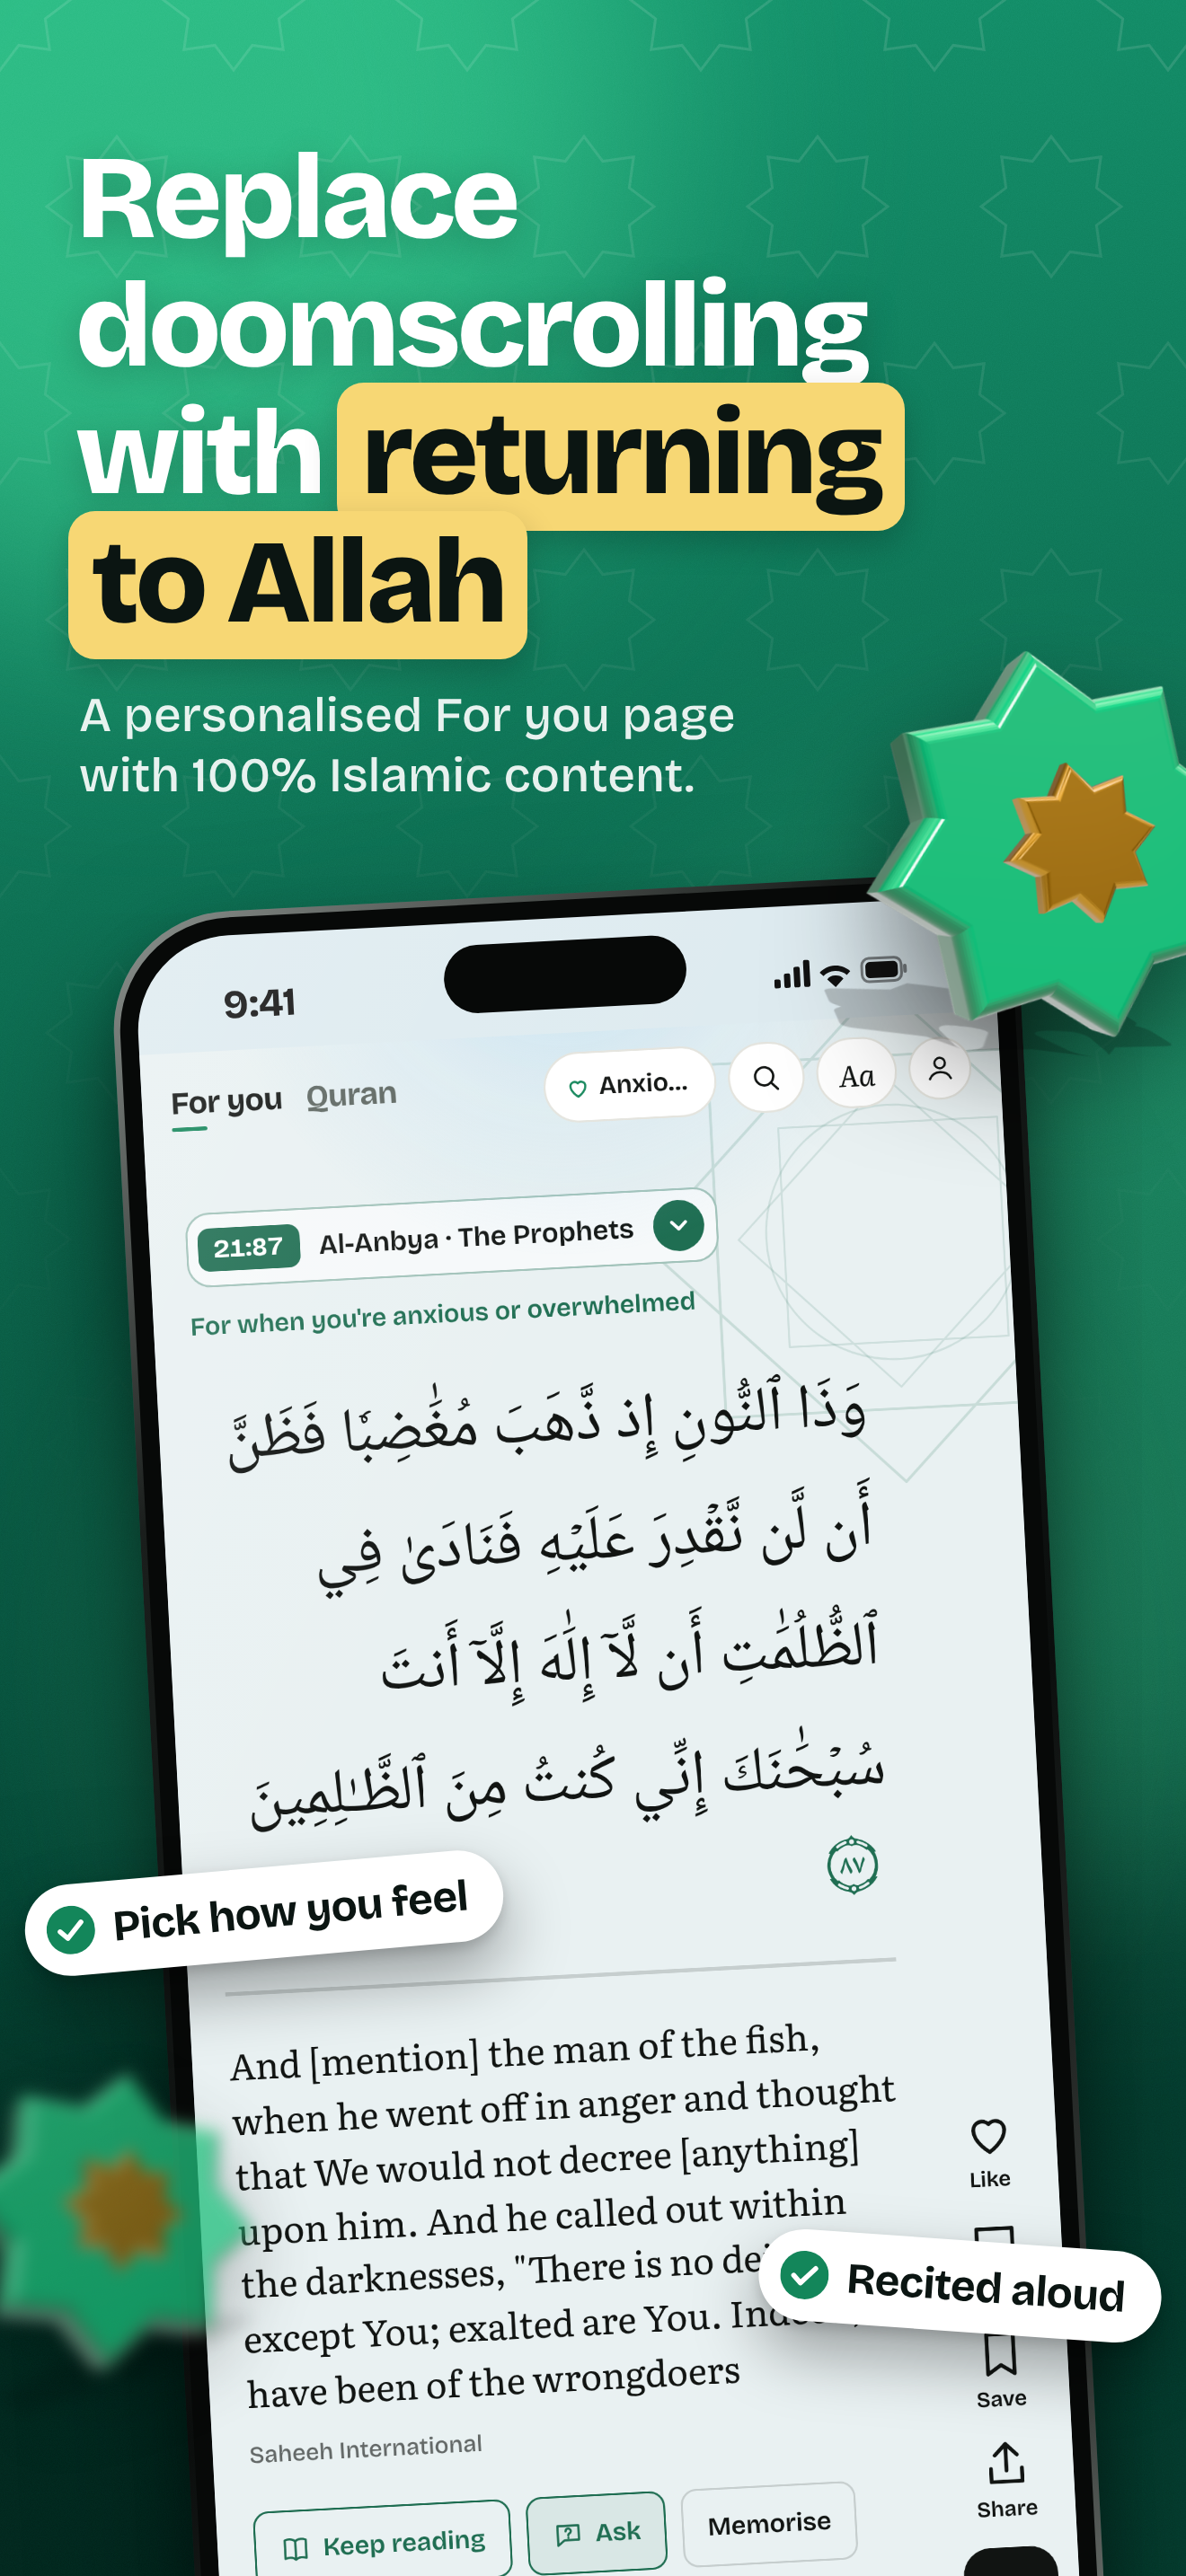 Replace
doomscrolling
with returning
to Allah
A personalised For you page
with 100% Islamic content.
9:41
For you Quran Anxio... Aa
21:87 Al-Anbya · The Prophets
For when you're anxious or overwhelmed
وَذَا ٱلنُّونِ إِذ ذَّهَبَ مُغَٰضِبٗا فَظَنَّ
أَن لَّن نَّقۡدِرَ عَلَيۡهِ فَنَادَىٰ فِي
ٱلظُّلُمَٰتِ أَن لَّآ إِلَٰهَ إِلَّآ أَنتَ
سُبۡحَٰنَكَ إِنِّي كُنتُ مِنَ ٱلظَّٰلِمِينَ
٨٧
Pick how you feel
And [mention] the man of the fish,
when he went off in anger and thought
that We would not decree [anything]
upon him. And he called out within
the darknesses, "There is no
except You; exalted are You.
have been of the wrongdoers
Like
Recited aloud
Save
Saheeh International
Share
Keep reading Ask Memorise